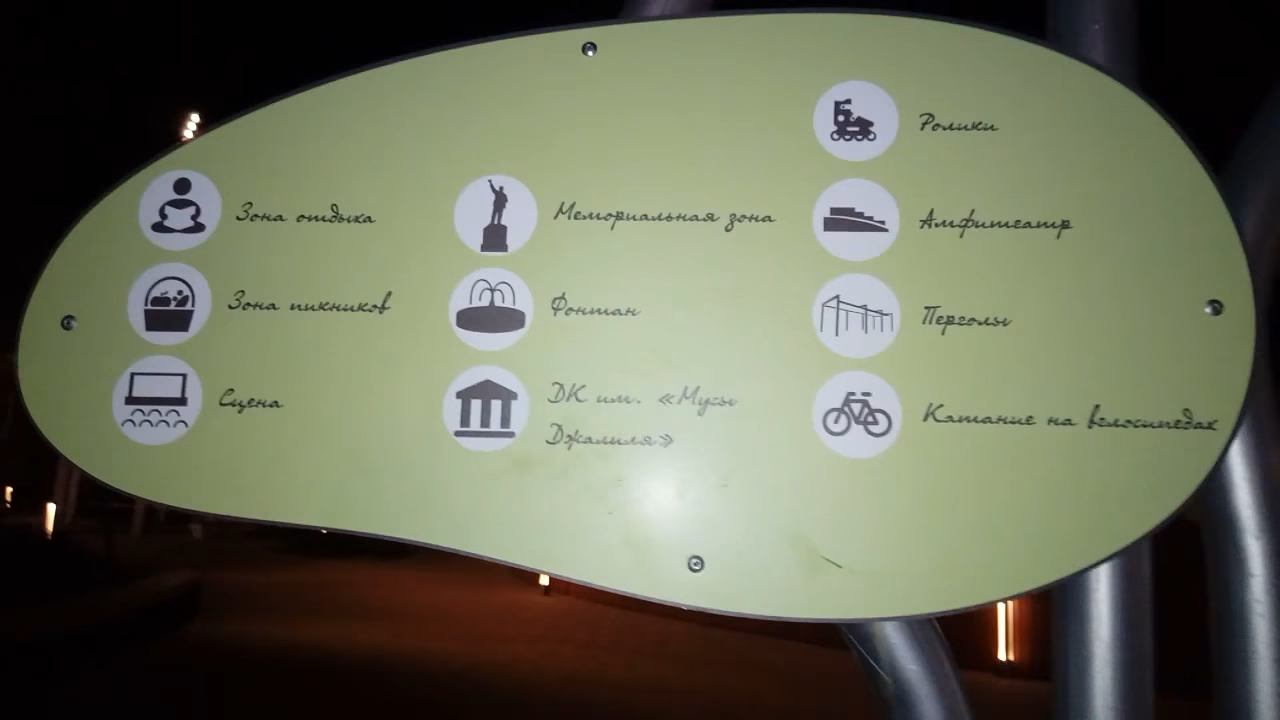 Зона отдыха
Зона пикников
Сцена
Мемориальная зона
Фонтан
ДК им. «Мусы
Джалиля»
Ролики
Амфитеатр
Перголы
Катание на велосипедах